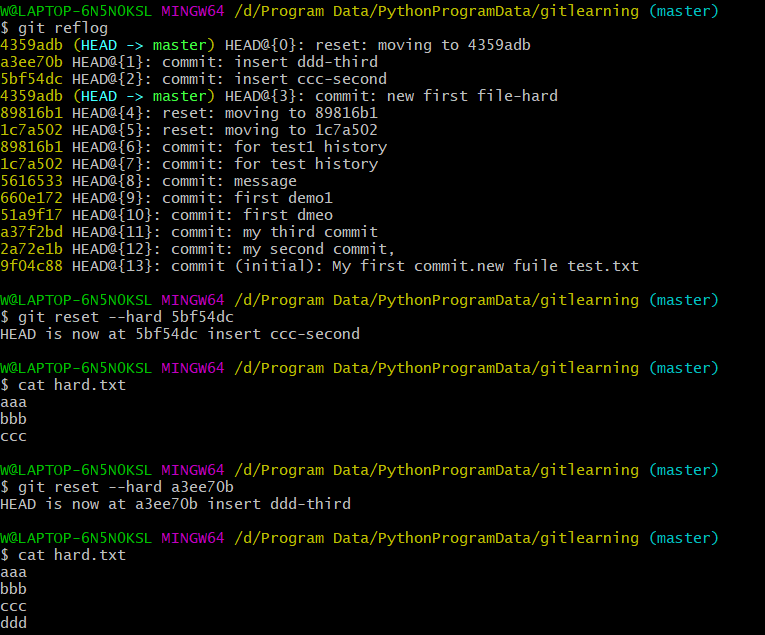 W@LAPTOP-6N5N0KSL MINGW64 /d/Program Data/PythonProgramData/gitlearning (master)
$ git reflog
4359adb (HEAD -> master) HEAD@{0}: reset: moving to 4359adb
a3ee70b HEAD@{1}: commit: insert ddd-third
5bf54dc HEAD@{2}: commit: insert ccc-second
4359adb (HEAD -> master) HEAD@{3}: commit: new first file-hard
89816b1 HEAD@{4}: reset: moving to 89816b1
1c7a502 HEAD@{5}: reset: moving to 1c7a502
89816b1 HEAD@{6}: commit: for test1 history
1c7a502 HEAD@{7}: commit: for test history
5616533 HEAD@{8}: commit: message
660e172 HEAD@{9}: commit: first demo1
51a9f17 HEAD@{10}: commit: first dmeo
a37f2bd HEAD@{11}: commit: my third commit
2a72e1b HEAD@{12}: commit: my second commit,
9f04c88 HEAD@{13}: commit (initial): My first commit.new fuile test.txt
W@LAPTOP-6N5N0KSL MINGW64 /d/Program Data/PythonProgramData/gitlearning (master)
$ git reset --hard 5bf54dc
HEAD is now at 5bf54dc insert ccc-second
W@LAPTOP-6N5N0KSL MINGW64 /d/Program Data/PythonProgramData/gitlearning (master)
$ cat hard.txt
aaa
bbb
ccc
W@LAPTOP-6N5N0KSL MINGW64 /d/Program Data/PythonProgramData/gitlearning (master)
$ git reset --hard a3ee70b
HEAD is now at a3ee70b insert ddd-third
W@LAPTOP-6N5N0KSL MINGW64 /d/Program Data/PythonProgramData/gitlearning (master)
$ cat hard.txt
aaa
bbb
ccc
ddd